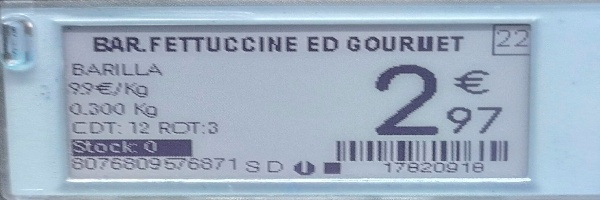 BAR.FETTUCCINE ED GOURMET 22
BARILLA
9.9€/Kg
0.300 Kg
CDT: 12 ROT:3
Stock: 0
2 €
97
8076809576871 S D
17820918